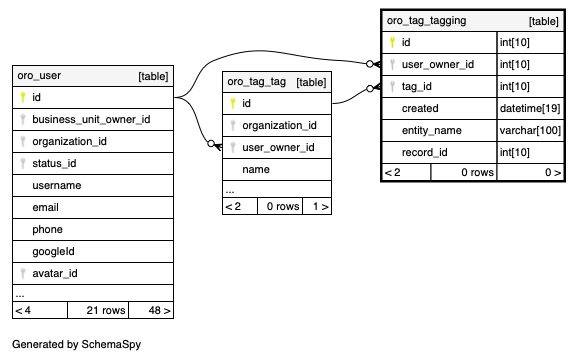 oro_user [table]
id
business_unit_owner_id
organization_id
status_id
username
email
phone
googleId
avatar_id
...
< 4 21 rows 48 >
oro_tag_tag [table]
id
organization_id
user_owner_id
name
...
< 2 0 rows 1 >
oro_tag_tagging [table]
id int[10]
user_owner_id int[10]
tag_id int[10]
created datetime[19]
entity_name varchar[100]
record_id int[10]
< 2 0 rows 0 >
Generated by SchemaSpy